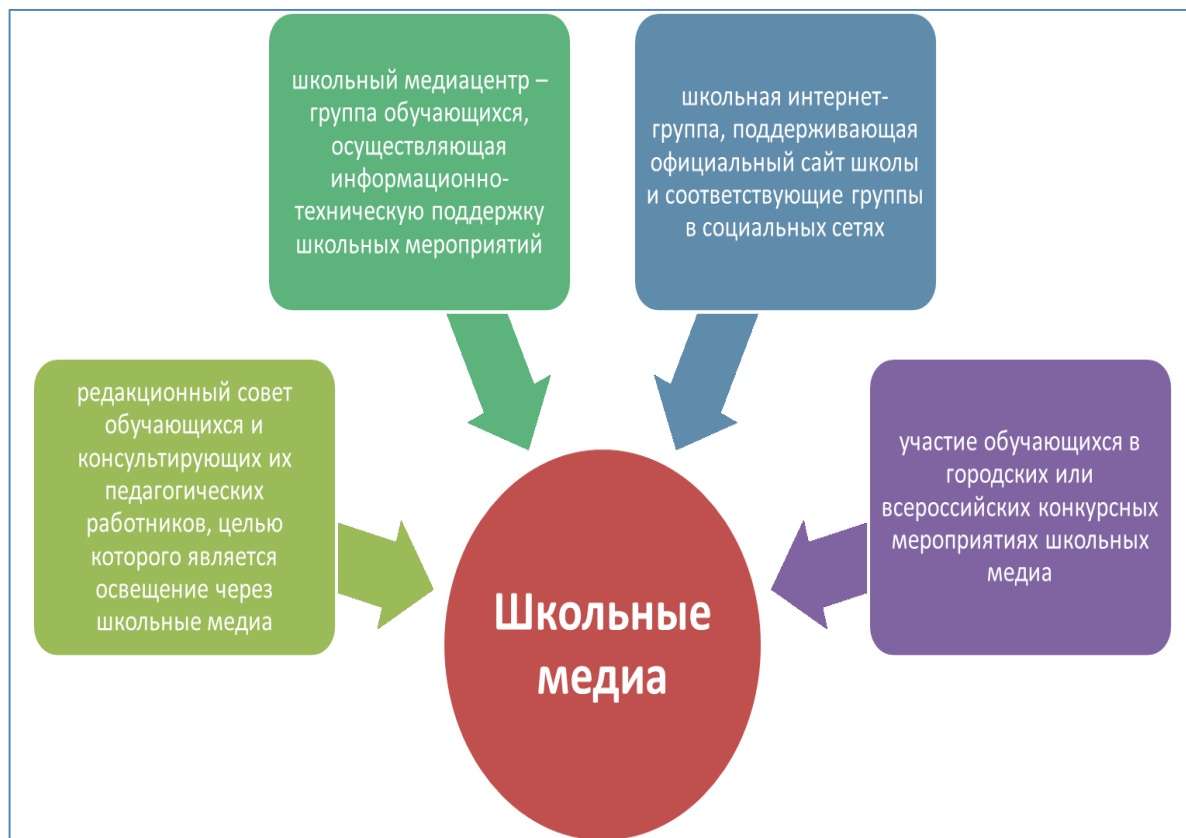 школьный медиацентр –
группа обучающихся,
осуществляющая
информационно-
техническую поддержку
школьных мероприятий
школьная интернет-
группа, поддерживающая
официальный сайт школы
и соответствующие группы
в социальных сетях
редакционный совет
обучающихся и
консультирующих их
педагогических
работников, целью
которого является
освещение через
школьные медиа
участие обучающихся в
городских или
всероссийских конкурсных
мероприятиях школьных
медиа
Школьные
медиа